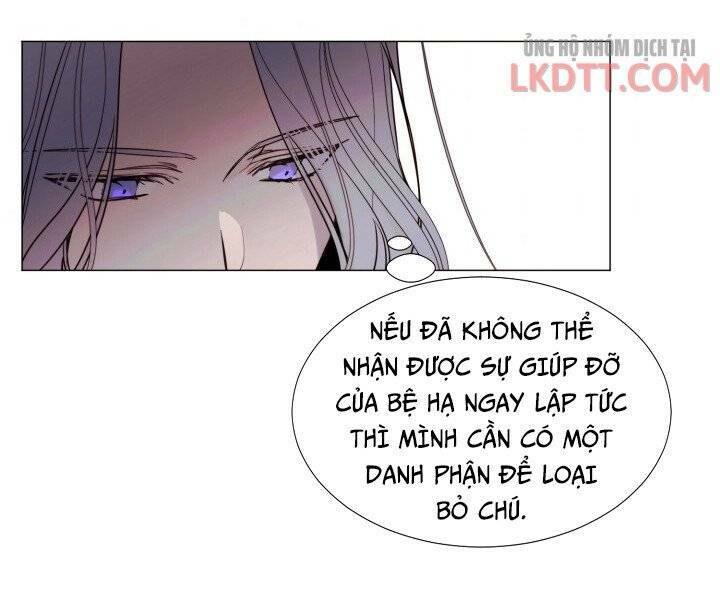 ỦNG HỘ NHÓM DỊCH TẠI
LKDTT.COM
NẾU ĐÃ KHÔNG THỂ
NHẬN ĐƯỢC SỰ GIÚP ĐỠ
CỦA BỆ HẠ NGAY LẬP TỨC
THÌ MÌNH CẦN CÓ MỘT
DANH PHẬN ĐỂ LOẠI
BỎ CHÚ.